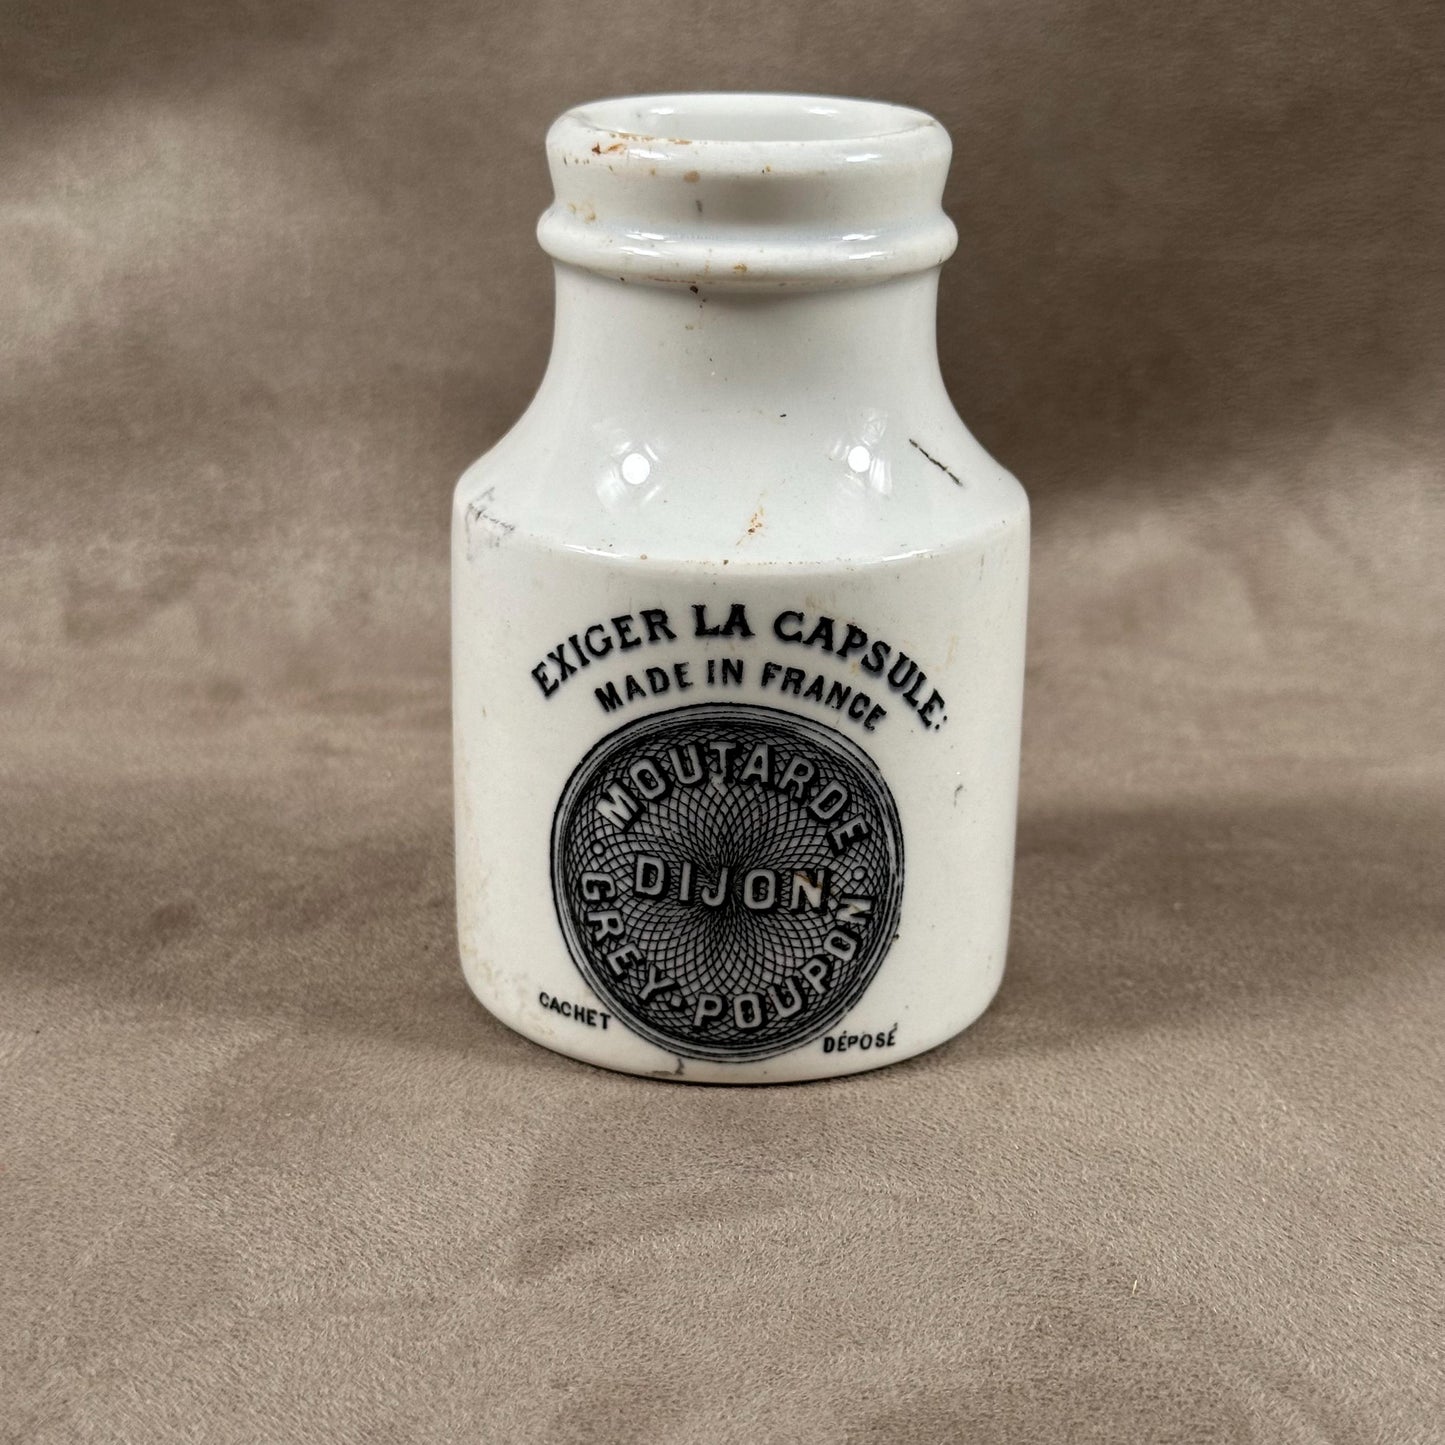 EXIGER LA CAPSULE:
MADE IN FRANCE
MOUTARDE
DIJON
GREY-POUPON.
CACHET
DÉPOSÉ